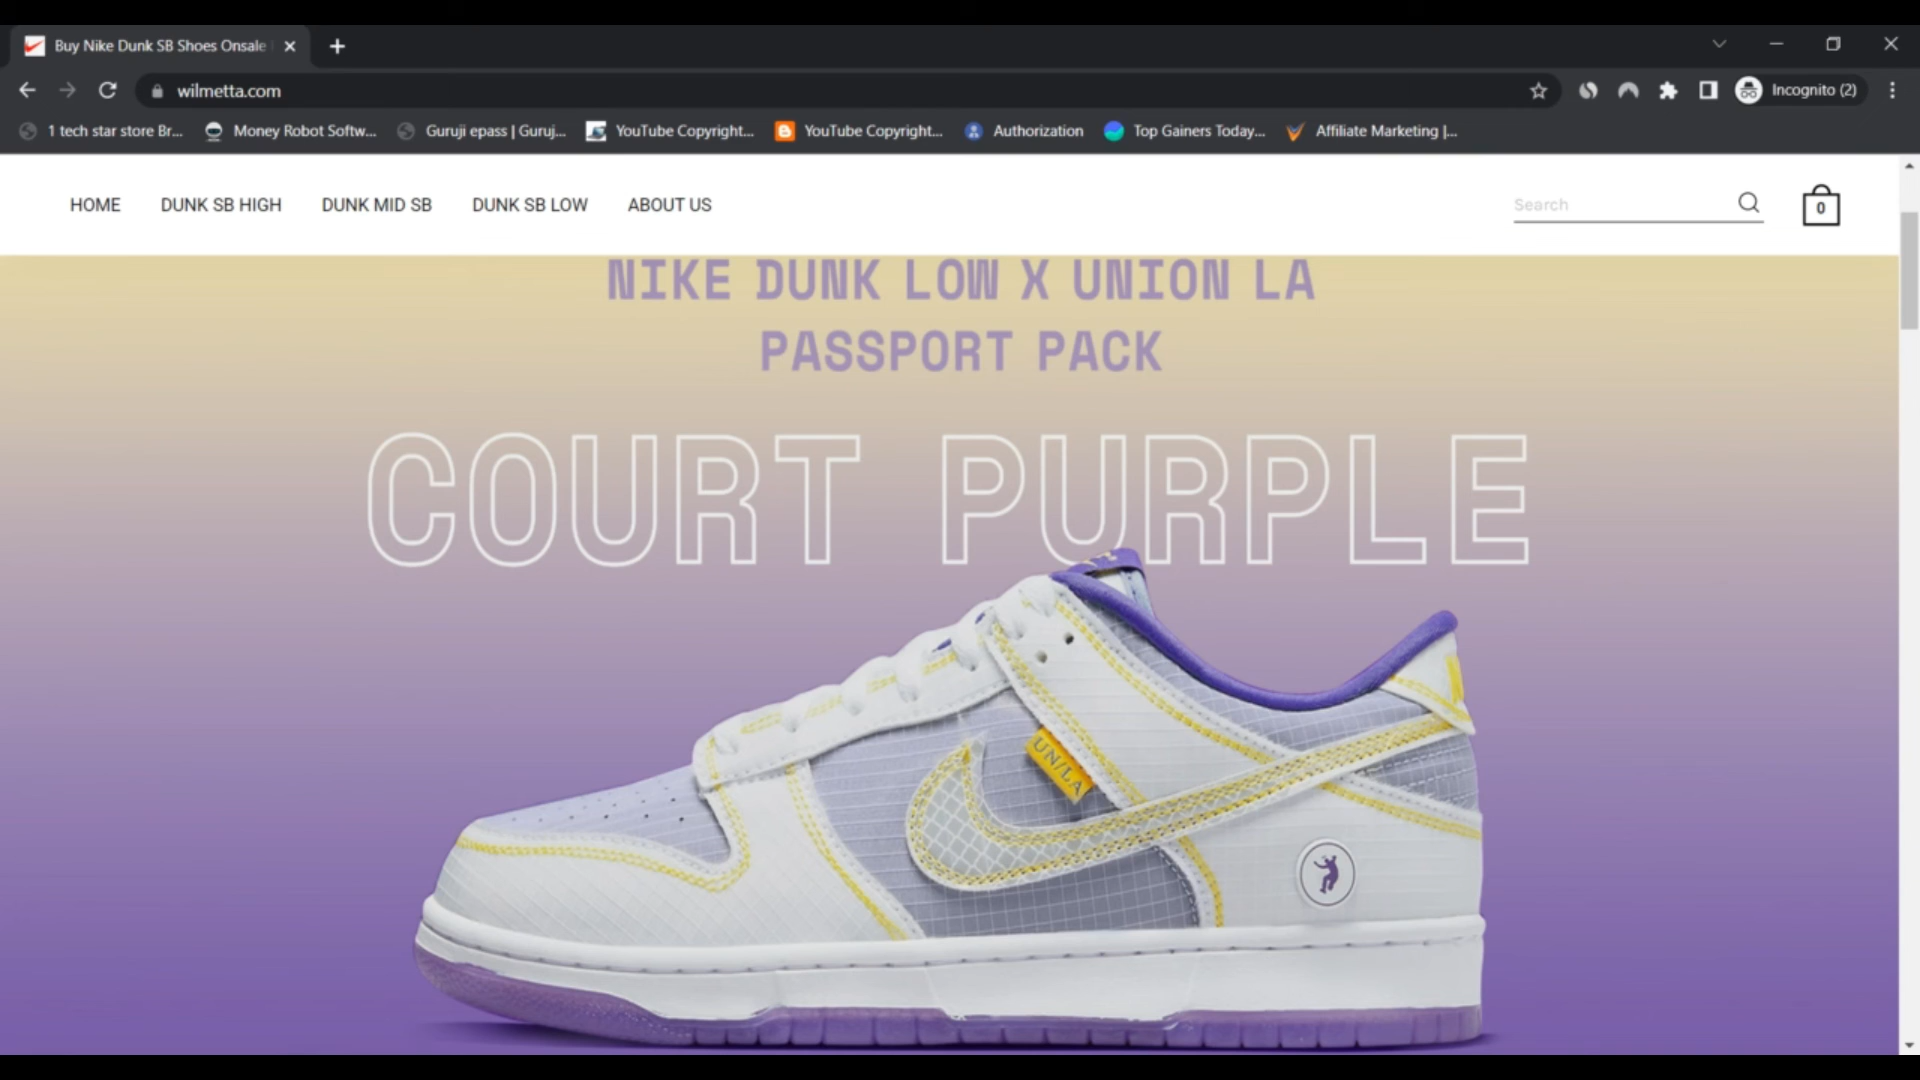 Buy Nike Dunk SB Shoes Onsale
wilmetta.com
Incognito (2)
1 tech star store Br...
Money Robot Softw...
Guruji epass | Guruj...
YouTube Copyright...
YouTube Copyright...
Authorization
Top Gainers Today...
Affiliate Marketing |...
HOME
DUNK SB HIGH
DUNK MID SB
DUNK SB LOW
ABOUT US
Search
0
NIKE DUNK LOW X UNION LA
PASSPORT PACK
COURT PURPLE
UN/LA